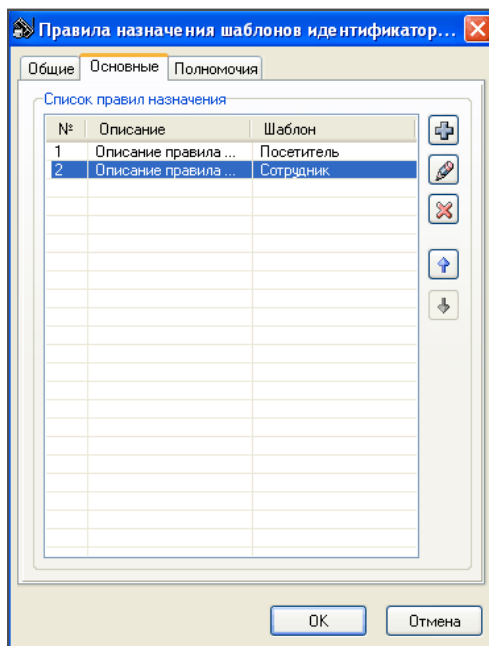 Правила назначения шаблонов идентификатор...
Общие Основные Полномочия
Список правил назначения
№ Описание Шаблон
1 Описание правила ... Посетитель
2 Описание правила ... Сотрудник
OK Отмена